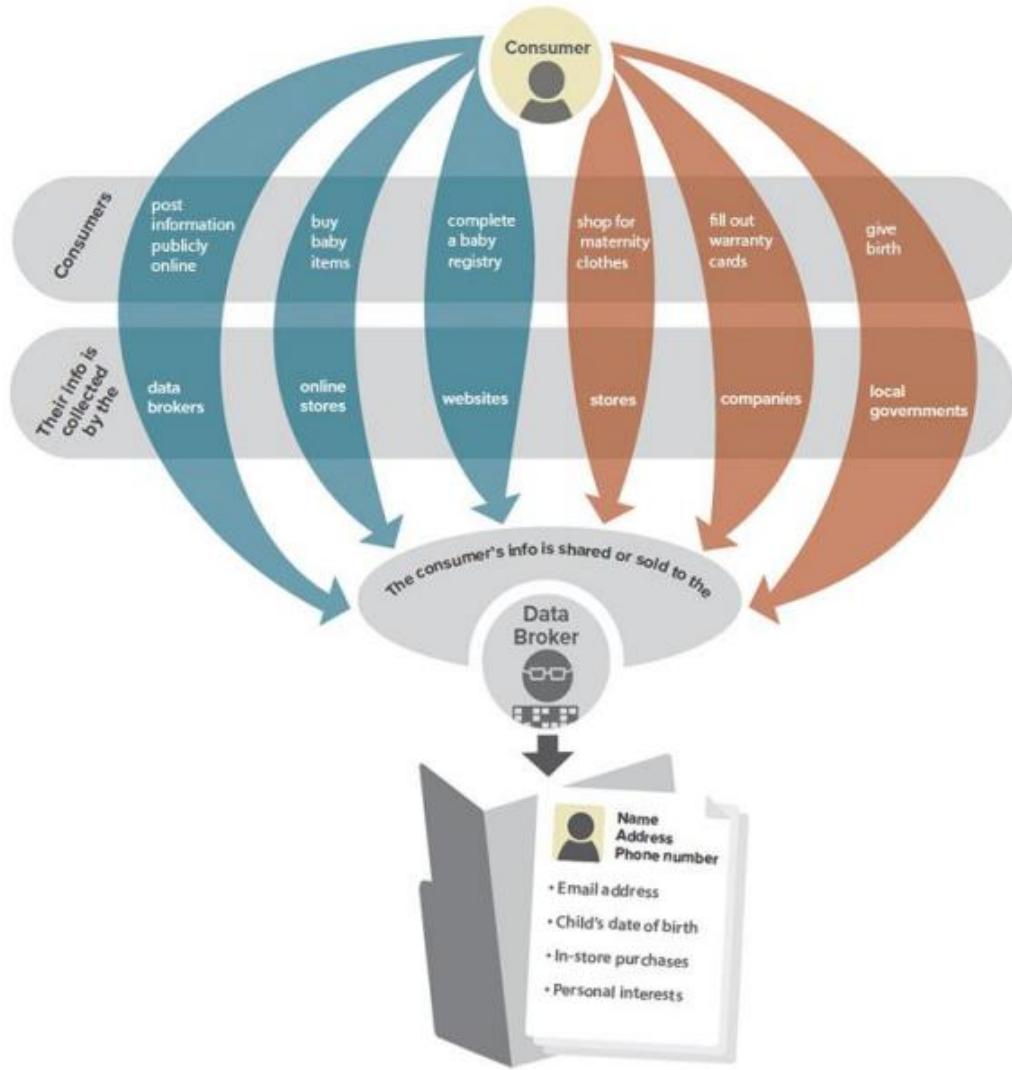 Consumer
Consumers
post
information
publicly
online
buy
baby
items
complete
a baby
registry
shop for
maternity
clothes
fill out
warranty
cards
give
birth
Their info is
collected
by the
data
brokers
online
stores
websites
stores
companies
local
governments
The consumer's info is shared or sold to the
Data
Broker
Name
Address
Phone number
• Email address
• Child's date of birth
• In-store purchases
• Personal interests